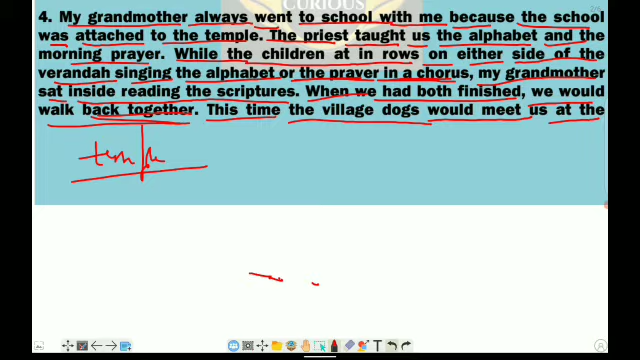 CURIOUS
4. My grandmother always went to school with me because the school
was attached to the temple. The priest taught us the alphabet and the
morning prayer. While the children at in rows on either side of the
verandah singing the alphabet or the prayer in a chorus, my grandmother
sat inside reading the scriptures. When we had both finished, we would
walk back together. This time the village dogs would meet us at the
temple